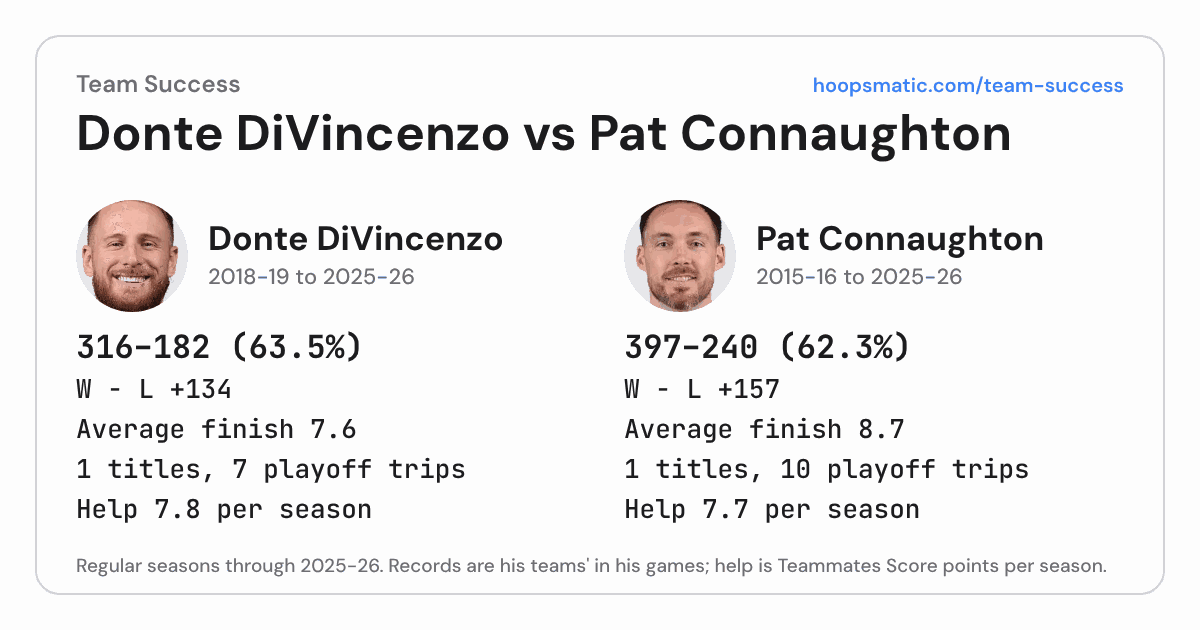 Team Success
hoopsmatic.com/team-success
Donte DiVincenzo vs Pat Connaughton
Donte DiVincenzo
2018-19 to 2025-26
316-182 (63.5%)
W - L +134
Average finish 7.6
1 titles, 7 playoff trips
Help 7.8 per season
Pat Connaughton
2015-16 to 2025-26
397-240 (62.3%)
W - L +157
Average finish 8.7
1 titles, 10 playoff trips
Help 7.7 per season
Regular seasons through 2025-26. Records are his teams' in his games; help is Teammates Score points per season.